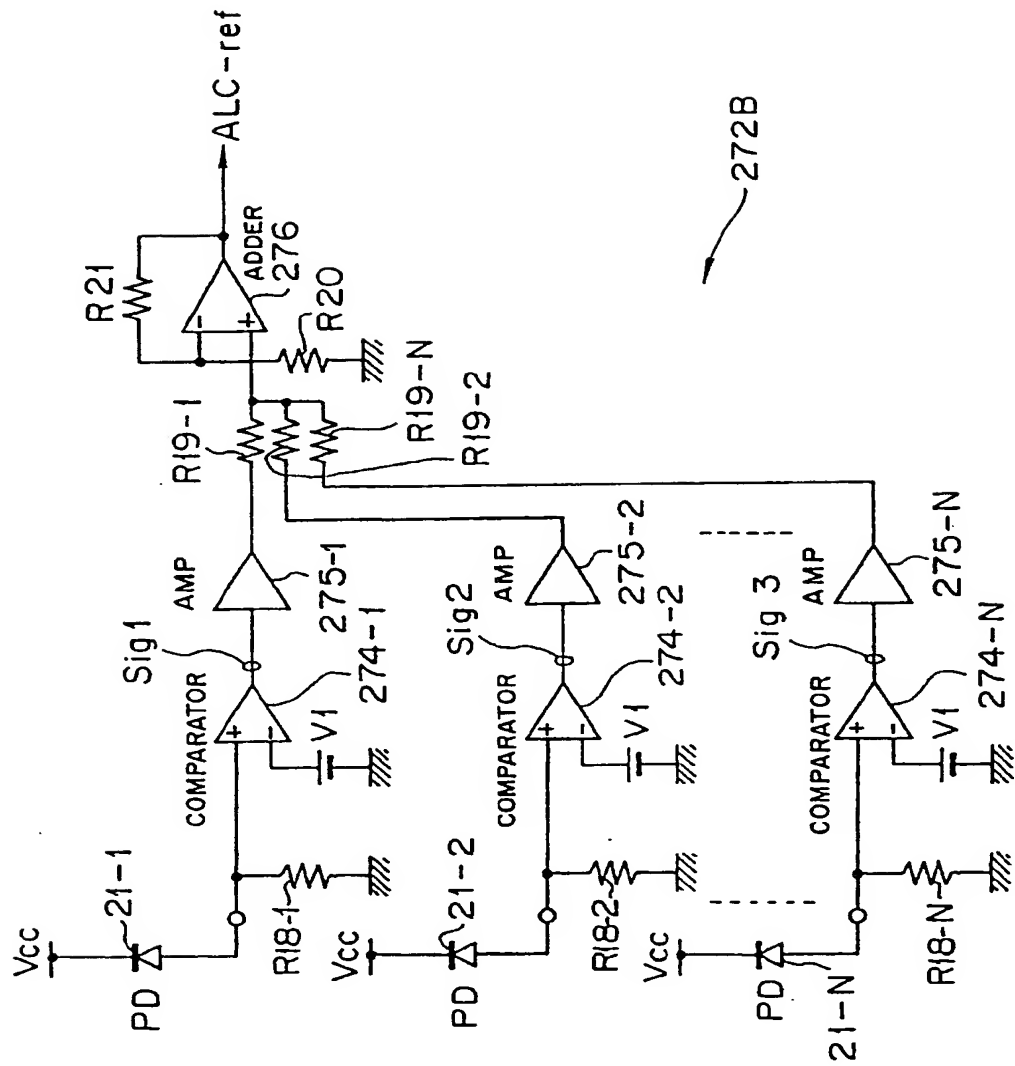 Vcc
PD
21-1
R18-1
COMPARATOR
+
-
V1
274-1
Sig1
AMP
275-1
R19-1
R19-N
R19-2
R21
-
+
ADDER
276
R20
ALC-ref
Vcc
PD
21-2
R18-2
COMPARATOR
+
-
V1
274-2
Sig2
AMP
275-2
Vcc
PD
21-N
R18-N
COMPARATOR
+
-
V1
274-N
Sig 3
AMP
275-N
272B